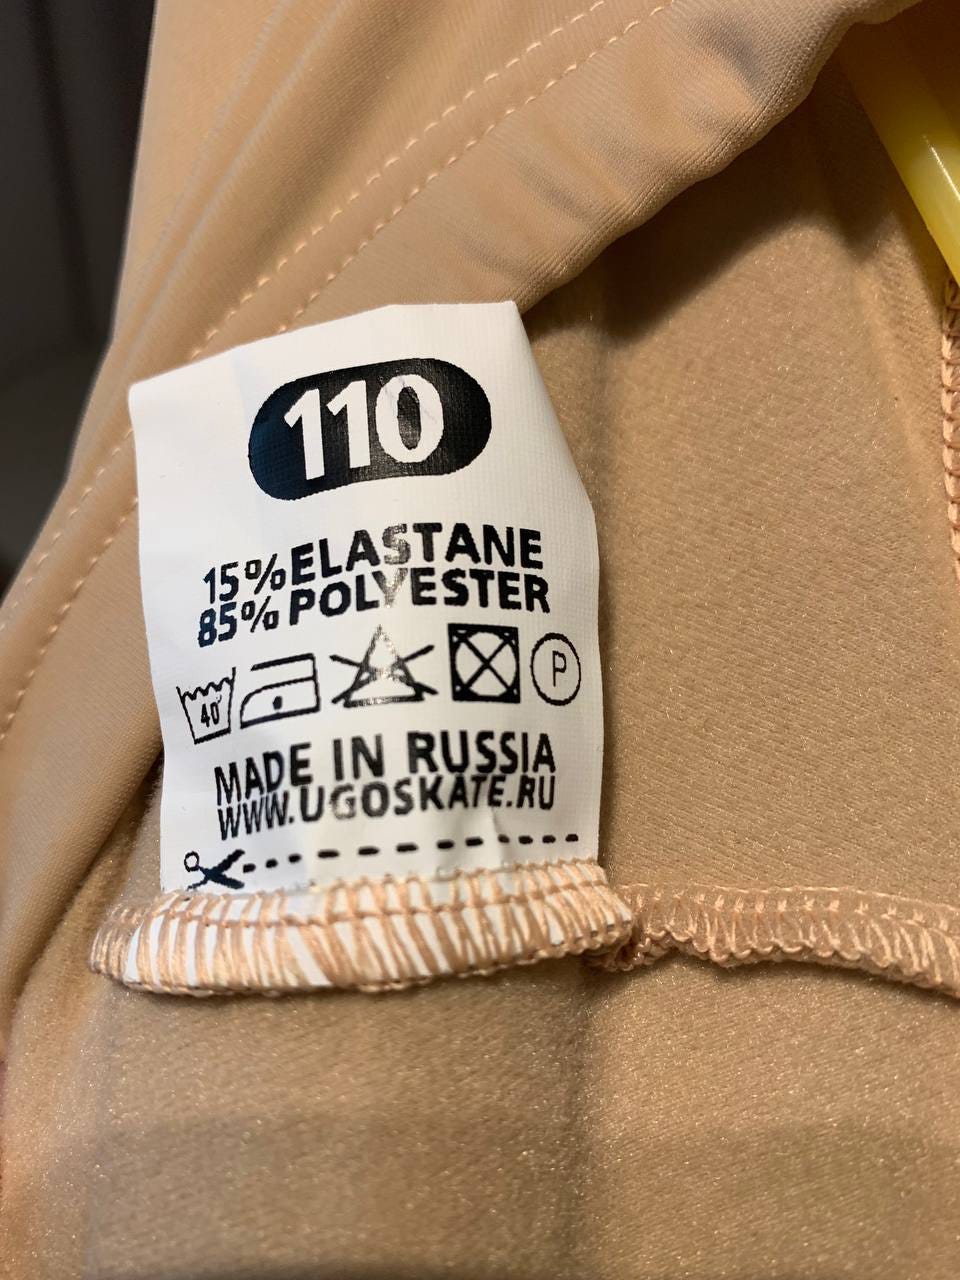 110
15% ELASTANE
85% POLYESTER
40 P
MADE IN RUSSIA
WWW.UGOSKATE.RU